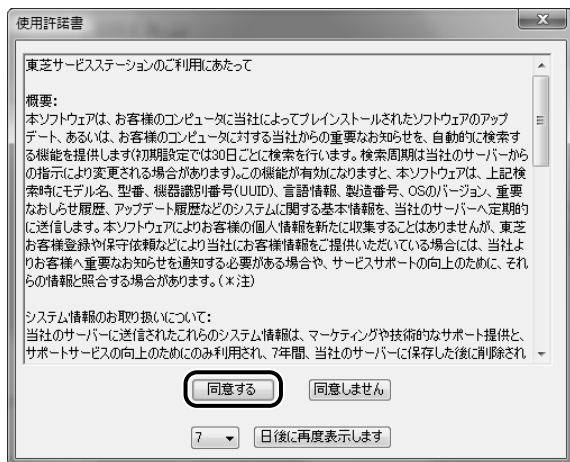 使用許諾書
東芝サービスステーションのご利用にあたって
概要:
本ソフトウェアは、お客様のコンピュータに当社によってプレインストールされたソフトウェアのアップ
デート、あるいは、お客様のコンピュータに対する当社からの重要なお知らせを、自動的に検索す
る機能を提供します(初期設定では30日ごとに検索を行います。検索周期は当社のサーバーから
の指示により変更される場合があります)。この機能が有効になりますと、本ソフトウェアは、上記検
索時にモデル名、型番、機器識別番号(UUID)、言語情報、製造番号、OSのバージョン、重要
なおしらせ履歴、アップデート履歴などのシステムに関する基本情報を、当社のサーバーへ定期的
に送信します。本ソフトウェアによりお客様の個人情報を新たに収集することはありませんが、東芝
お客様登録や保守依頼などにより当社にお客様情報をご提供いただいている場合には、当社よ
りお客様へ重要なお知らせを通知する必要がある場合や、サービスサポートの向上のために、それ
らの情報と照合する場合があります。(*注)
システム情報のお取り扱いについて:
当社のサーバーに送信されたこれらのシステム情報は、マーケティングや技術的なサポート提供と、
サポートサービスの向上のためにのみ利用され、7年間、当社のサーバーに保存した後に削除され
同意する 同意しません
7 日後に再度表示します